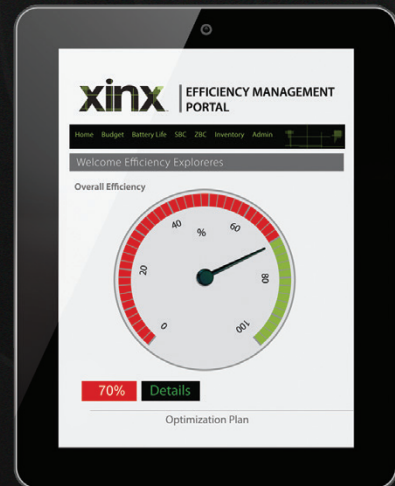 xinx
EFFICIENCY MANAGEMENT
PORTAL
Home Budget Battery Life SBC ZBC Inventory Admin
Welcome Efficiency Exploreres
Overall Efficiency
0
20
40
%
60
80
100
70% Details
Optimization Plan